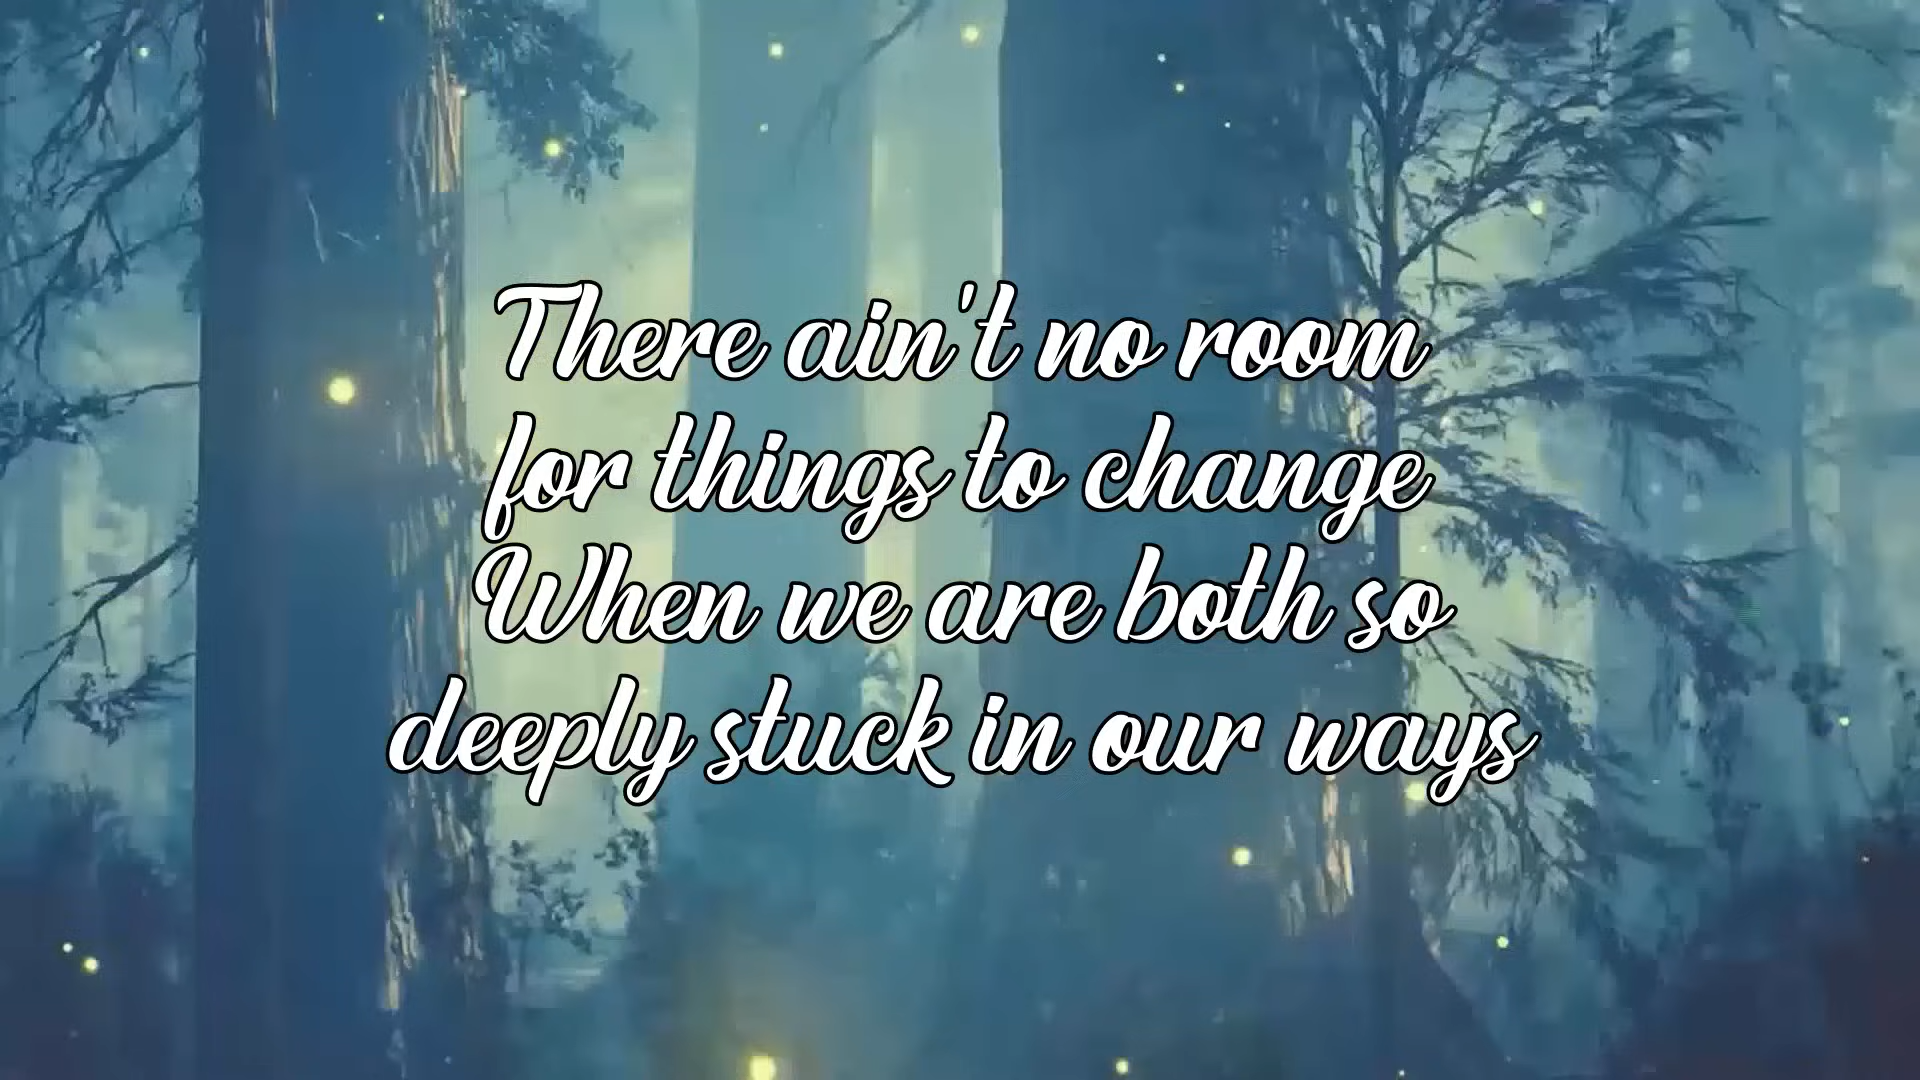 There ain't no room
for things to change
When we are both so
deeply stuck in our ways